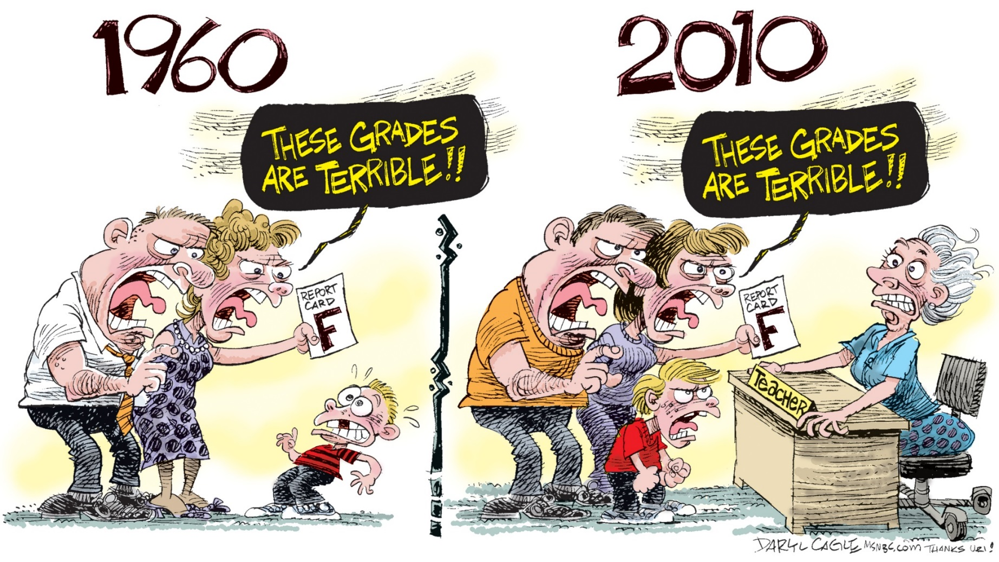 1960
THESE GRADES
ARE TERRIBLE!!
REPORT
CARD
F
2010
THESE GRADES
ARE TERRIBLE!!
REPORT
CARD
F
TeacHer
DARYL CAGLE MSNBC.COM THANKS URI!